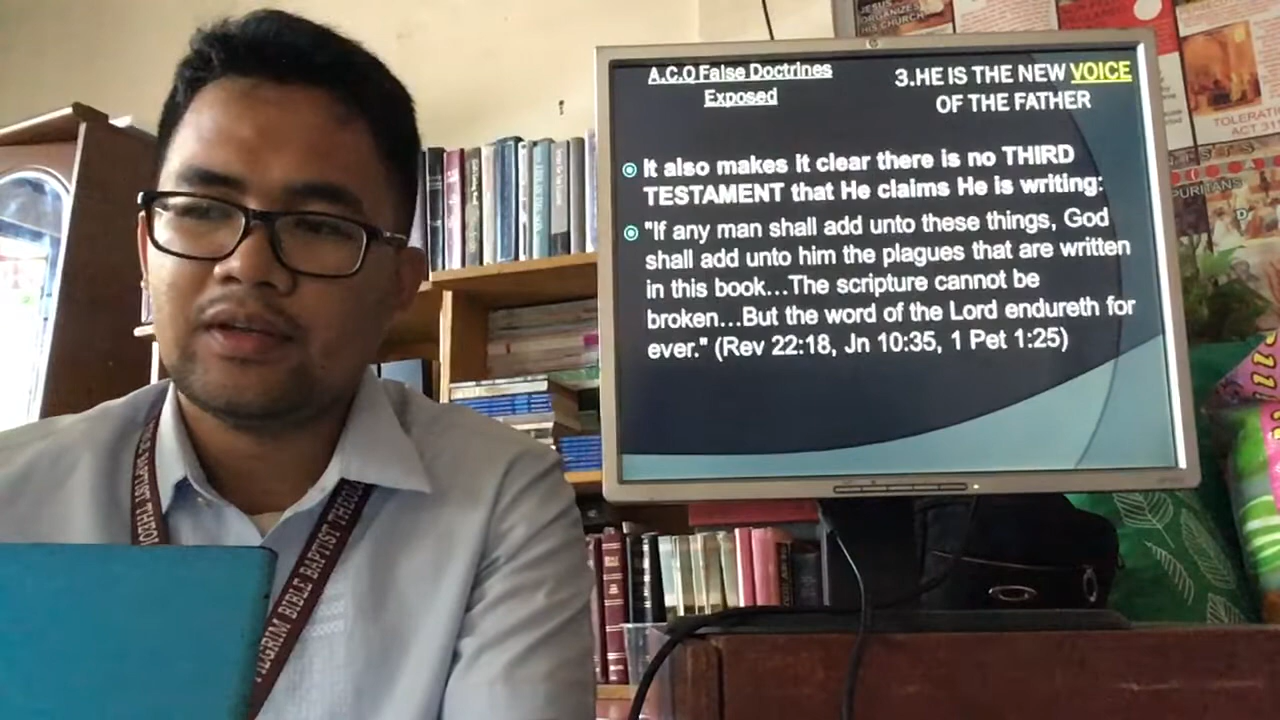 A.C.Q False Doctrines
Exposed
3.HE IS THE NEW VOICE
OF THE FATHER
It also makes it clear there is no THIRD
TESTAMENT that He claims He is writing:
"If any man shall add unto these things, God
shall add unto him the plagues that are written
in this book...The scripture cannot be
broken...But the word of the Lord endureth for
ever." (Rev 22:18, Jn 10:35, 1 Pet 1:25)
JESUS
ORGANIZES
HIS CHURCH
TOLERATION
PURITANS
PILGRIM BIBLE BAPTIST THEOL